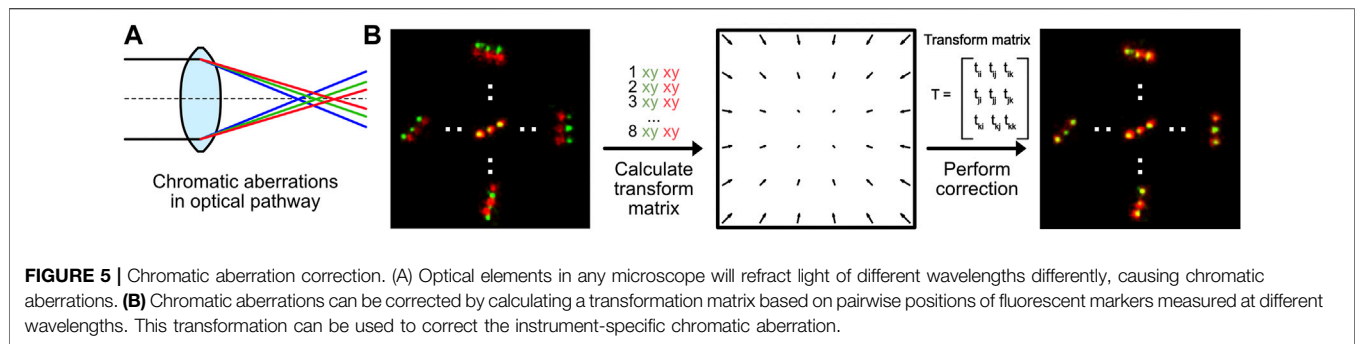 A
B
Chromatic aberrations
in optical pathway
1 xy xy
2 xy xy
3 xy xy
...
8 xy xy
Calculate
transform
matrix
Transform matrix
T =
t_ii t_ij t_ik
t_ji t_jj t_jk
t_ki t_kj t_kk
Perform
correction
FIGURE 5 | Chromatic aberration correction. (A) Optical elements in any microscope will refract light of different wavelengths differently, causing chromatic
aberrations. (B) Chromatic aberrations can be corrected by calculating a transformation matrix based on pairwise positions of fluorescent markers measured at different
wavelengths. This transformation can be used to correct the instrument-specific chromatic aberration.